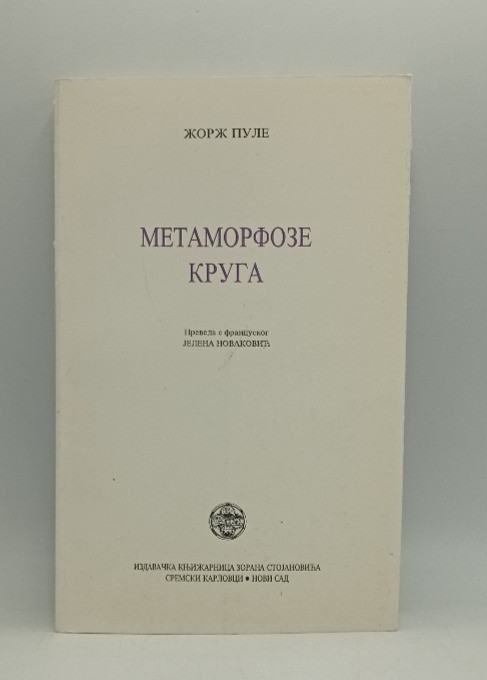 ЖОРЖ ПУЛЕ
МЕТАМОРФОЗЕ
КРУГА
Превела с француског
ЈЕЛЕНА НОВАКОВИЋ
ИЗДАВАЧКА КЊИЖАРНИЦА ЗОРАНА СТОЈАНОВИЋА
СРЕМСКИ КАРЛОВЦИ • НОВИ САД